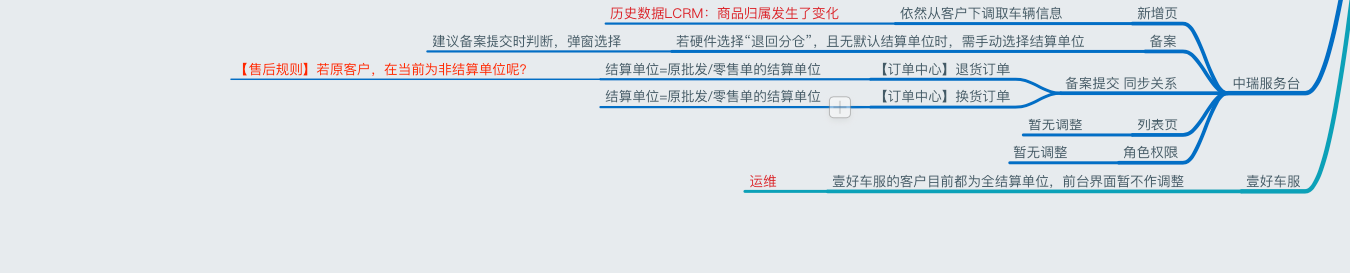 历史数据LCRM：商品归属发生了变化 依然从客户下调取车辆信息 新增页
建议备案提交时判断，弹窗选择 若硬件选择“退回分仓”，且无默认结算单位时，需手动选择结算单位 备案
【售后规则】若原客户，在当前为非结算单位呢？ 结算单位=原批发/零售单的结算单位 【订单中心】退货订单
备案提交 同步关系 中瑞服务台
结算单位=原批发/零售单的结算单位 【订单中心】换货订单
暂无调整 列表页
暂无调整 角色权限
运维 壹好车服的客户目前都为全结算单位，前台界面暂不作调整 壹好车服